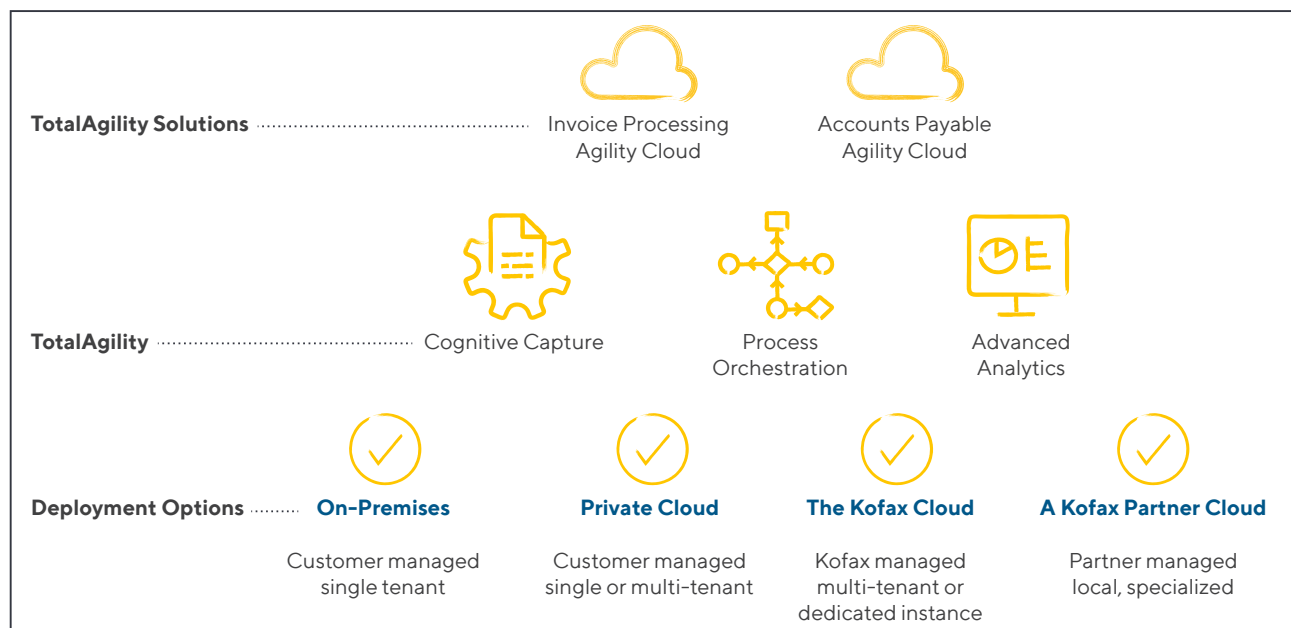 TotalAgility Solutions
Invoice Processing
Agility Cloud
Accounts Payable
Agility Cloud
TotalAgility
Cognitive Capture
Process
Orchestration
Advanced
Analytics
Deployment Options
On-Premises
Customer managed
single tenant
Private Cloud
Customer managed
single or multi-tenant
The Kofax Cloud
Kofax managed
multi-tenant or
dedicated instance
A Kofax Partner Cloud
Partner managed
local, specialized